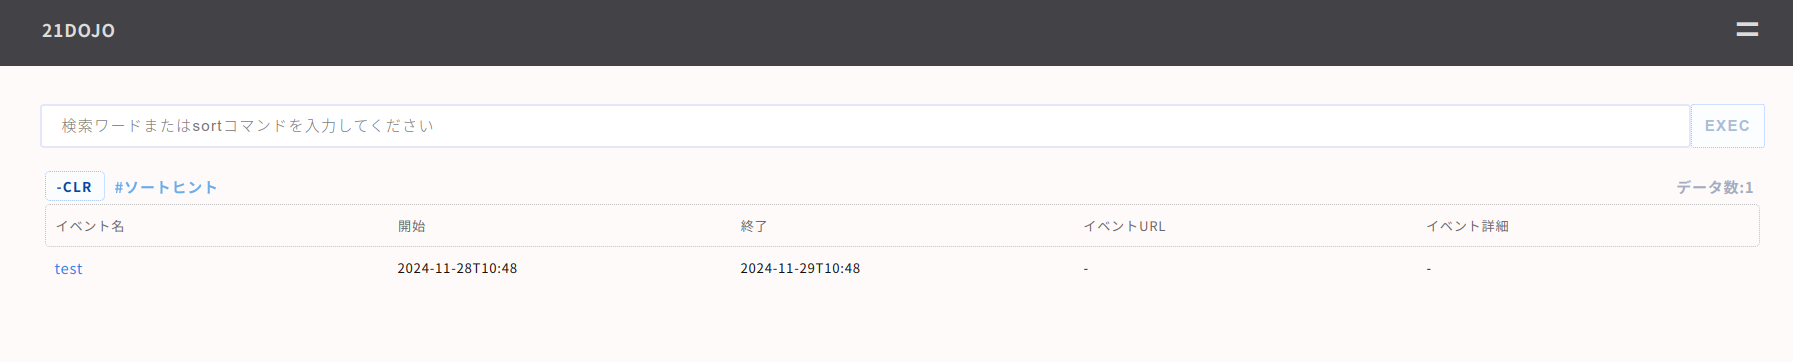 21DOJO
検索ワードまたはsortコマンドを入力してください EXEC
-CLR #ソートヒント データ数:1
イベント名 開始 終了 イベントURL イベント詳細
test 2024-11-28T10:48 2024-11-29T10:48 - -